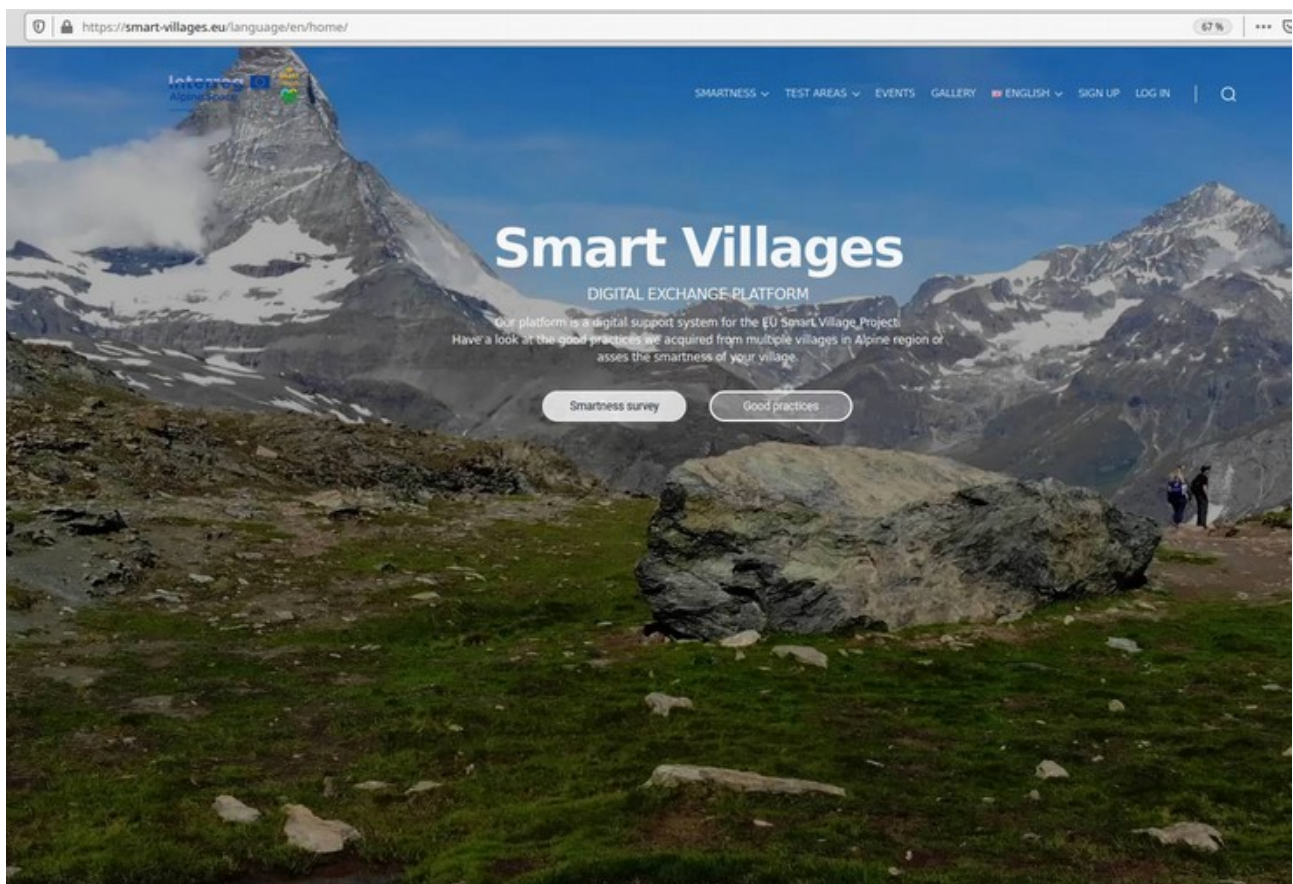 https://smart-villages.eu/language/en/home/
67 %
Interreg
Alpine Space
SMARTNESS TEST AREAS EVENTS GALLERY ENGLISH SIGN UP LOG IN
Smart Villages
DIGITAL EXCHANGE PLATFORM
Our platform is a digital support system for the EU Smart Village Project.
Have a look at the good practices we acquired from multiple villages in Alpine region or
asses the smartness of your village.
Smartness survey Good practices